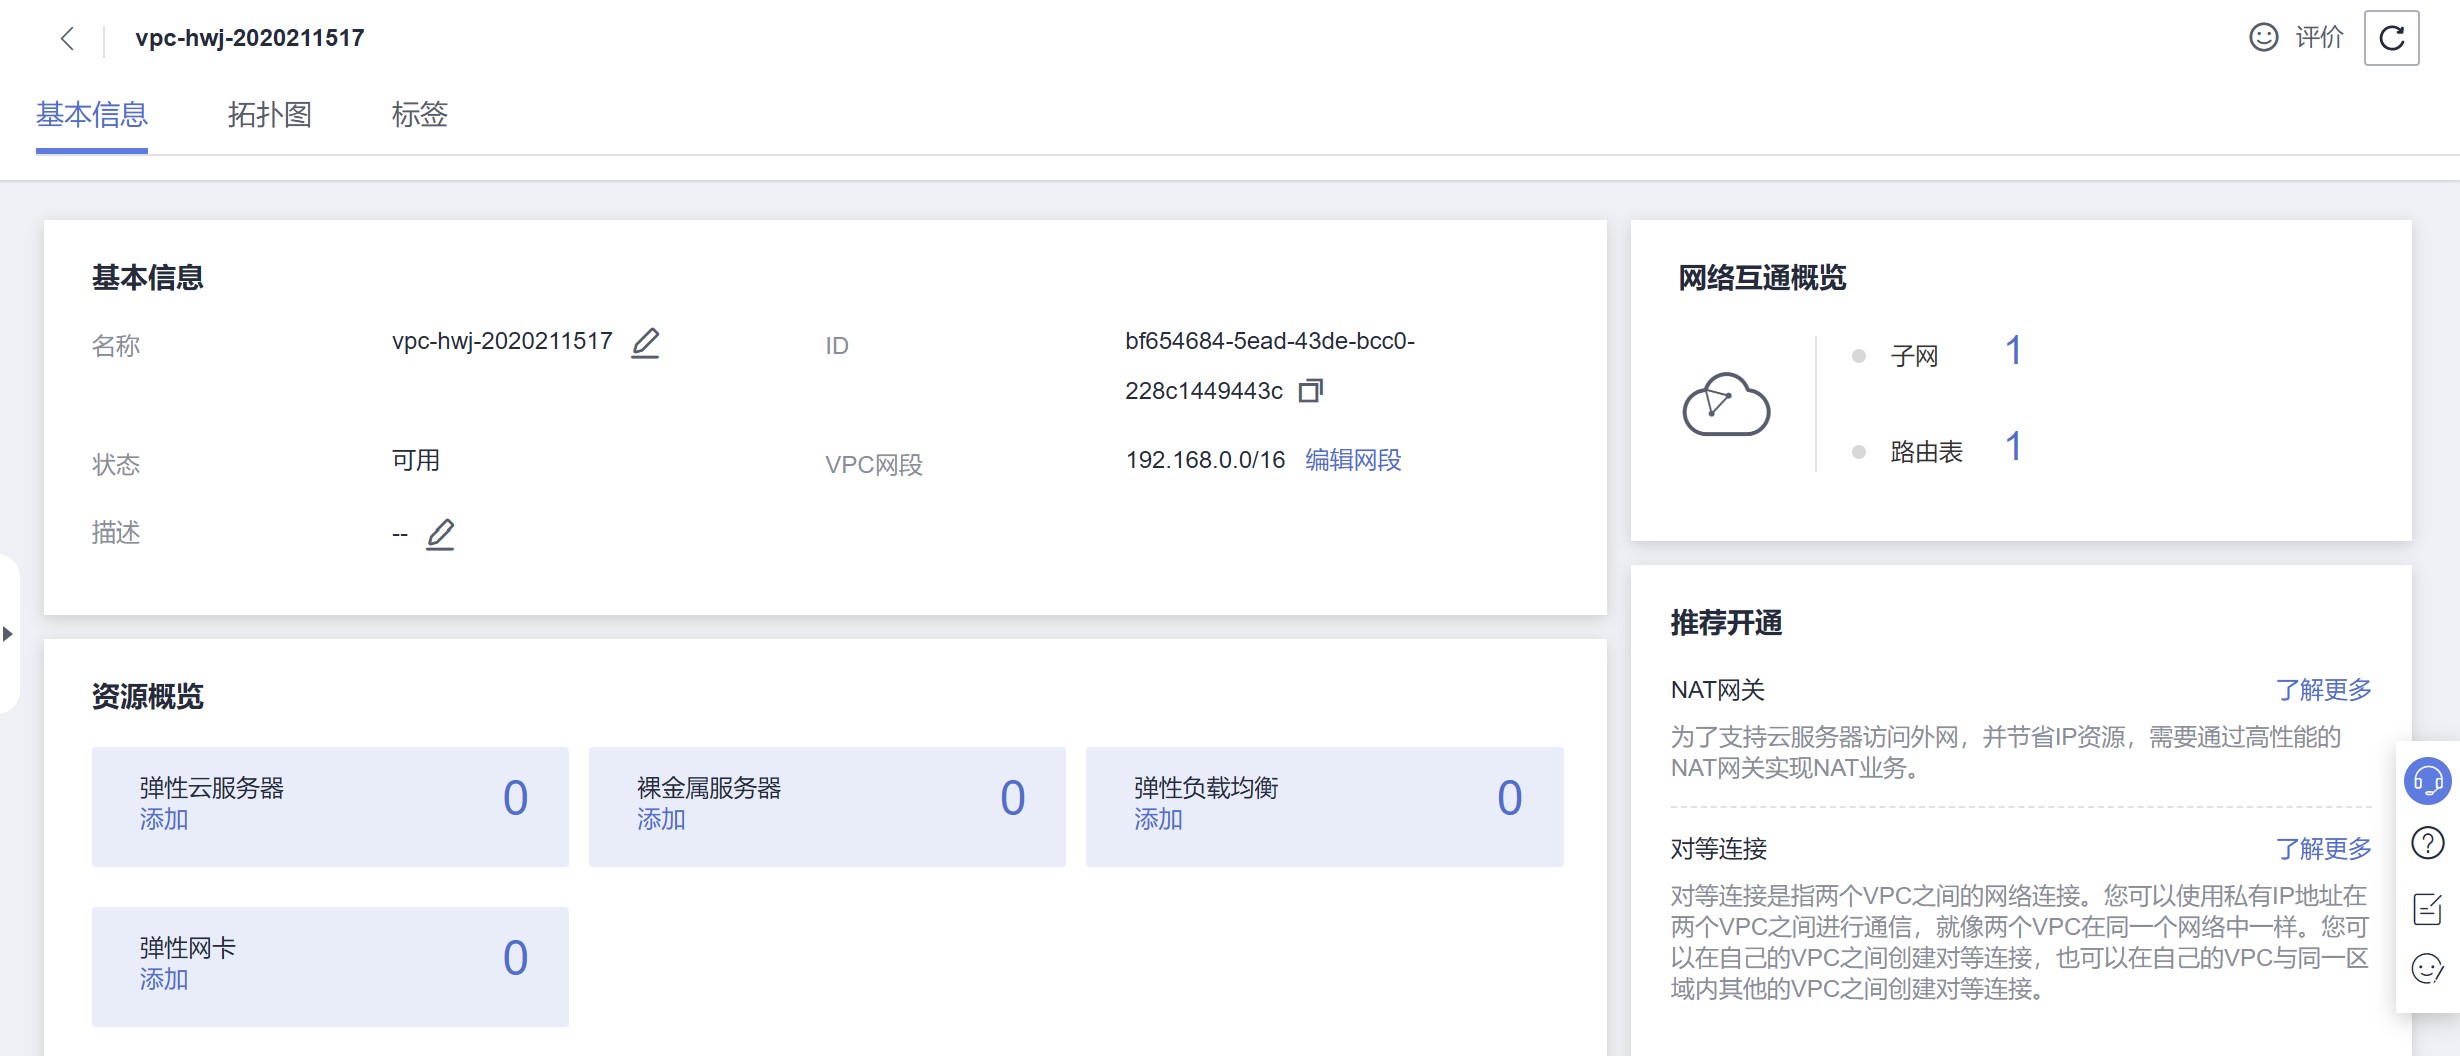 vpc-hwj-2020211517
评价
基本信息
拓扑图
标签
基本信息
名称
vpc-hwj-2020211517
ID
bf654684-5ead-43de-bcc0-
228c1449443c
状态
可用
VPC网段
192.168.0.0/16
编辑网段
描述
--
资源概览
弹性云服务器
添加
0
裸金属服务器
添加
0
弹性负载均衡
添加
0
弹性网卡
添加
0
网络互通概览
子网
1
路由表
1
推荐开通
NAT网关
了解更多
为了支持云服务器访问外网，并节省IP资源，需要通过高性能的
NAT网关实现NAT业务。
对等连接
了解更多
对等连接是指两个VPC之间的网络连接。您可以使用私有IP地址在
两个VPC之间进行通信，就像两个VPC在同一个网络中一样。您可
以在自己的VPC之间创建对等连接，也可以在自己的VPC与同一区
域内其他的VPC之间创建对等连接。